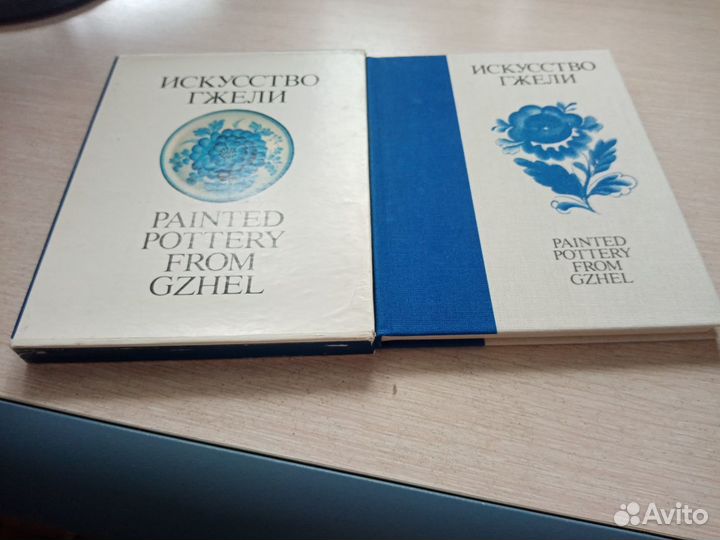 ИСКУССТВО
ГЖЕЛИ
PAINTED
POTTERY
FROM
GZHEL
ИСКУССТВО
ГЖЕЛИ
PAINTED
POTTERY
FROM
GZHEL
Avito